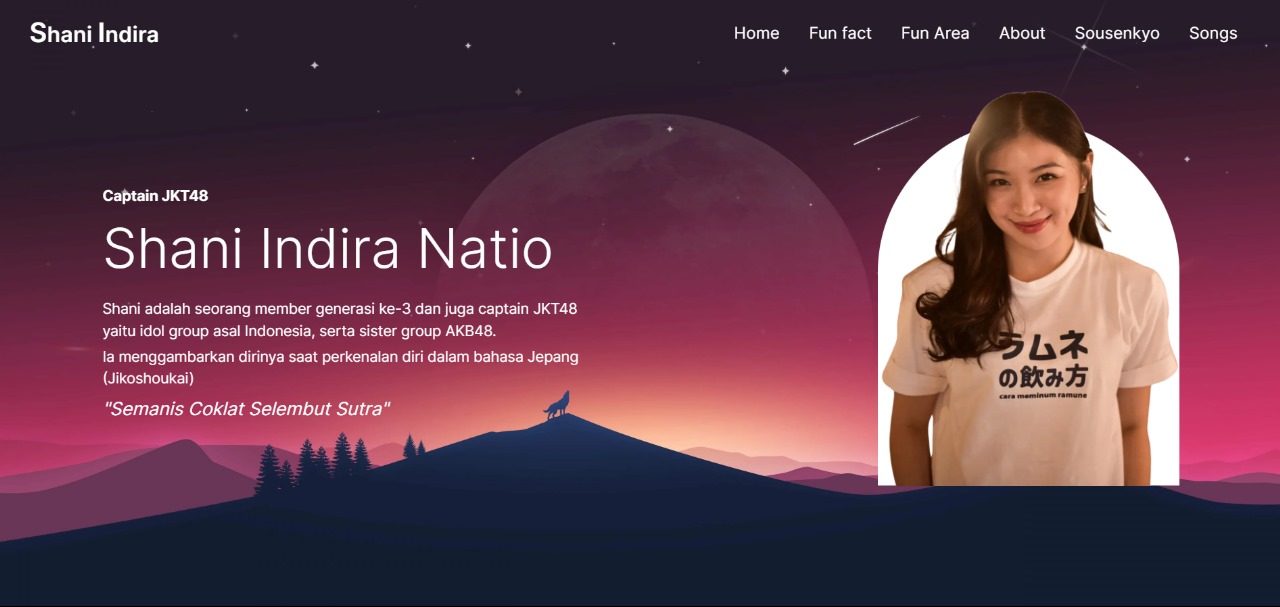 Shani Indira
Home Fun fact Fun Area About Sousenkyo Songs
Captain JKT48
Shani Indira Natio
Shani adalah seorang member generasi ke-3 dan juga captain JKT48
yaitu idol group asal Indonesia, serta sister group AKB48.
Ia menggambarkan dirinya saat perkenalan diri dalam bahasa Jepang
(Jikoshoukai)
"Semanis Coklat Selembut Sutra"
ラムネ
の飲み方
cara meminum ramune